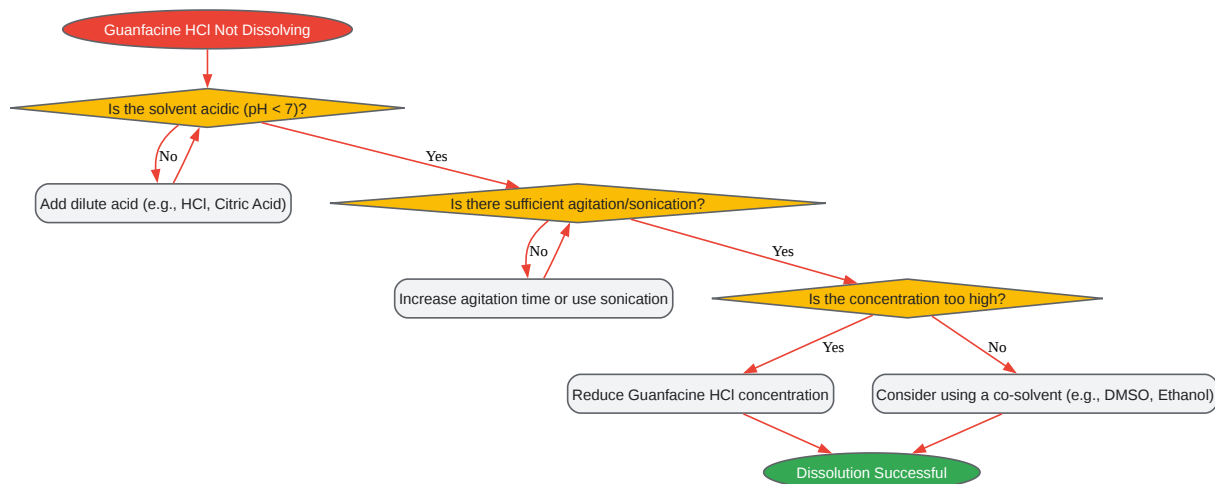 Guanfacine HCl Not Dissolving
Is the solvent acidic (pH < 7)?
No
Yes
Add dilute acid (e.g., HCl, Citric Acid)
Is there sufficient agitation/sonication?
No
Yes
Increase agitation time or use sonication
Is the concentration too high?
Yes
No
Reduce Guanfacine HCl concentration
Consider using a co-solvent (e.g., DMSO, Ethanol)
Dissolution Successful